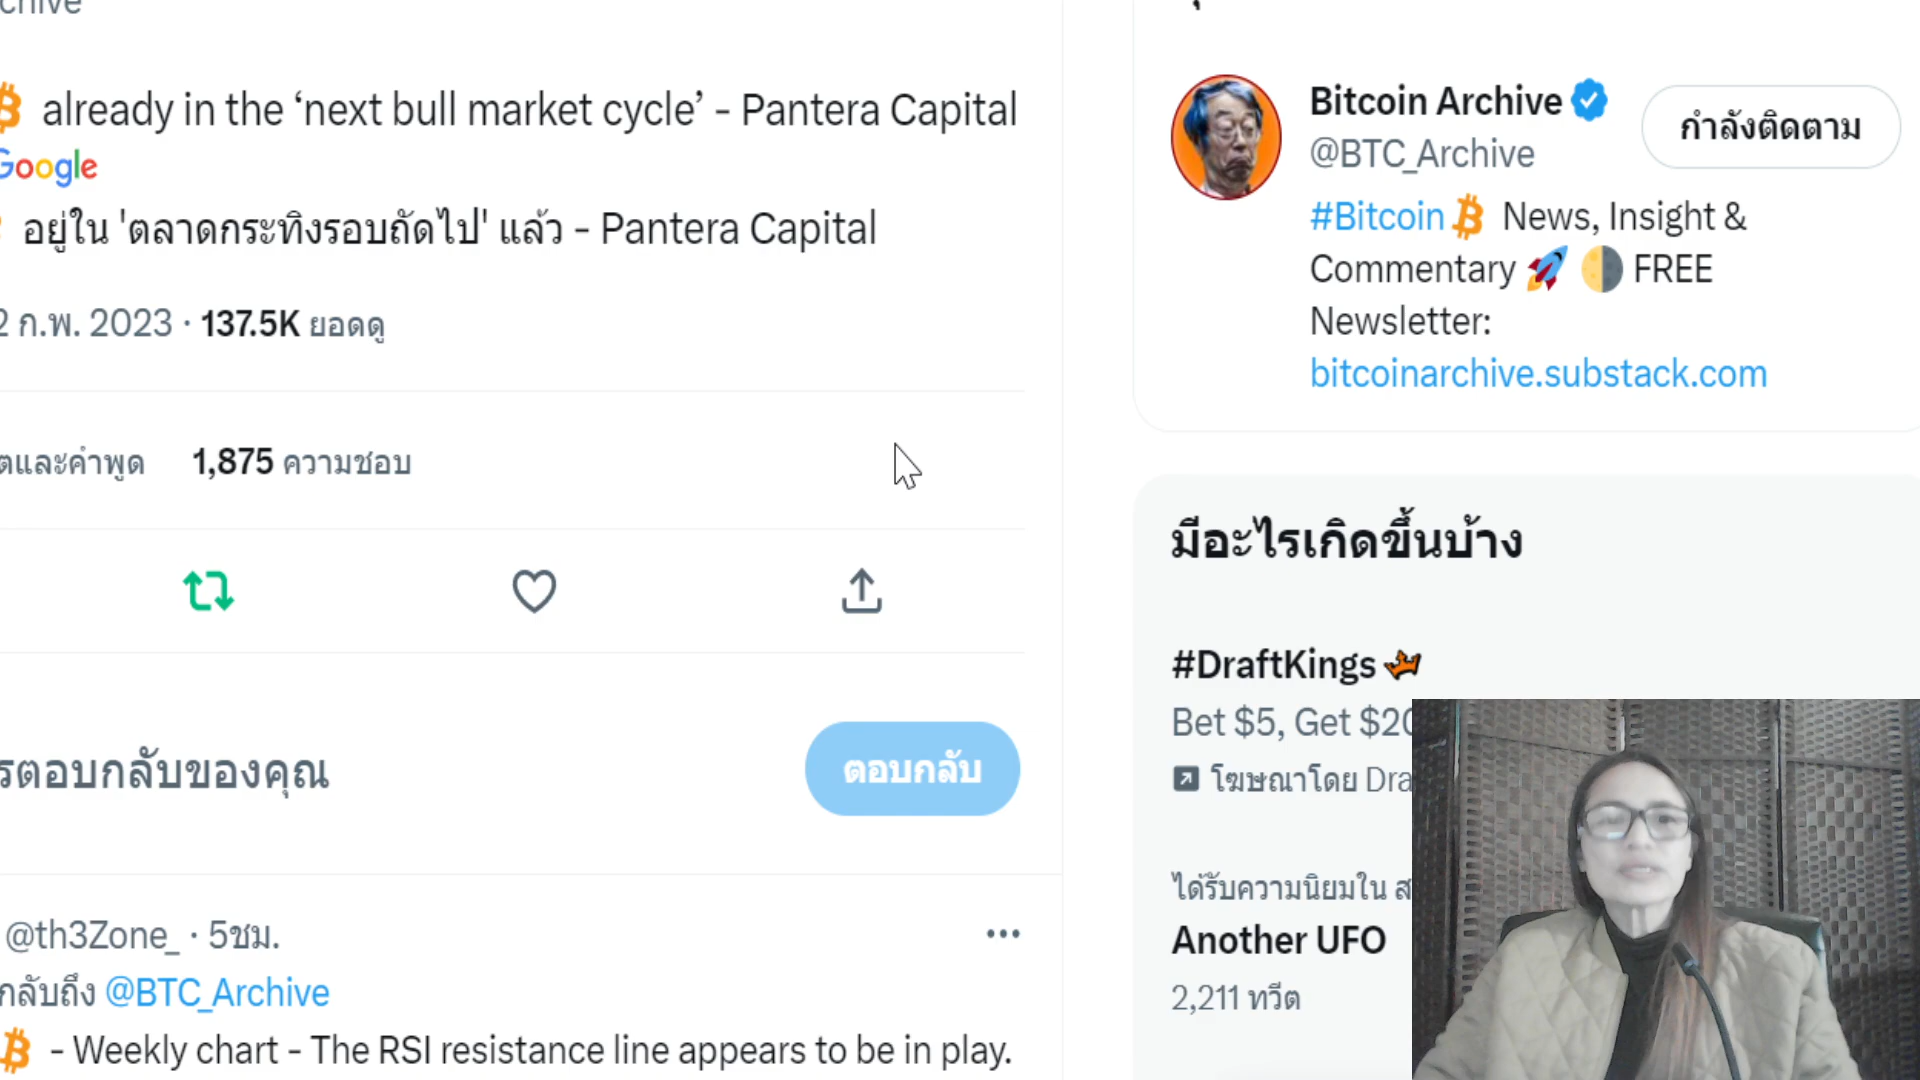 already in the ‘next bull market cycle’ - Pantera Capital
Google
อยู่ใน 'ตลาดกระทิงรอบถัดไป' แล้ว - Pantera Capital
ก.พ. 2023 · 137.5K ยอดดู
1,875 ความชอบ
ตอบกลับ
@th3Zone_ · 5ชม.
@BTC_Archive
- Weekly chart - The RSI resistance line appears to be in play.
Bitcoin Archive
@BTC_Archive
กำลังติดตาม
#Bitcoin News, Insight &
Commentary FREE
Newsletter:
bitcoinarchive.substack.com
มีอะไรเกิดขึ้นบ้าง
#DraftKings
Bet $5, Get
โฆษณาโดย
ได้รับความนิยมใน
Another UFO
2,211 ทวีต